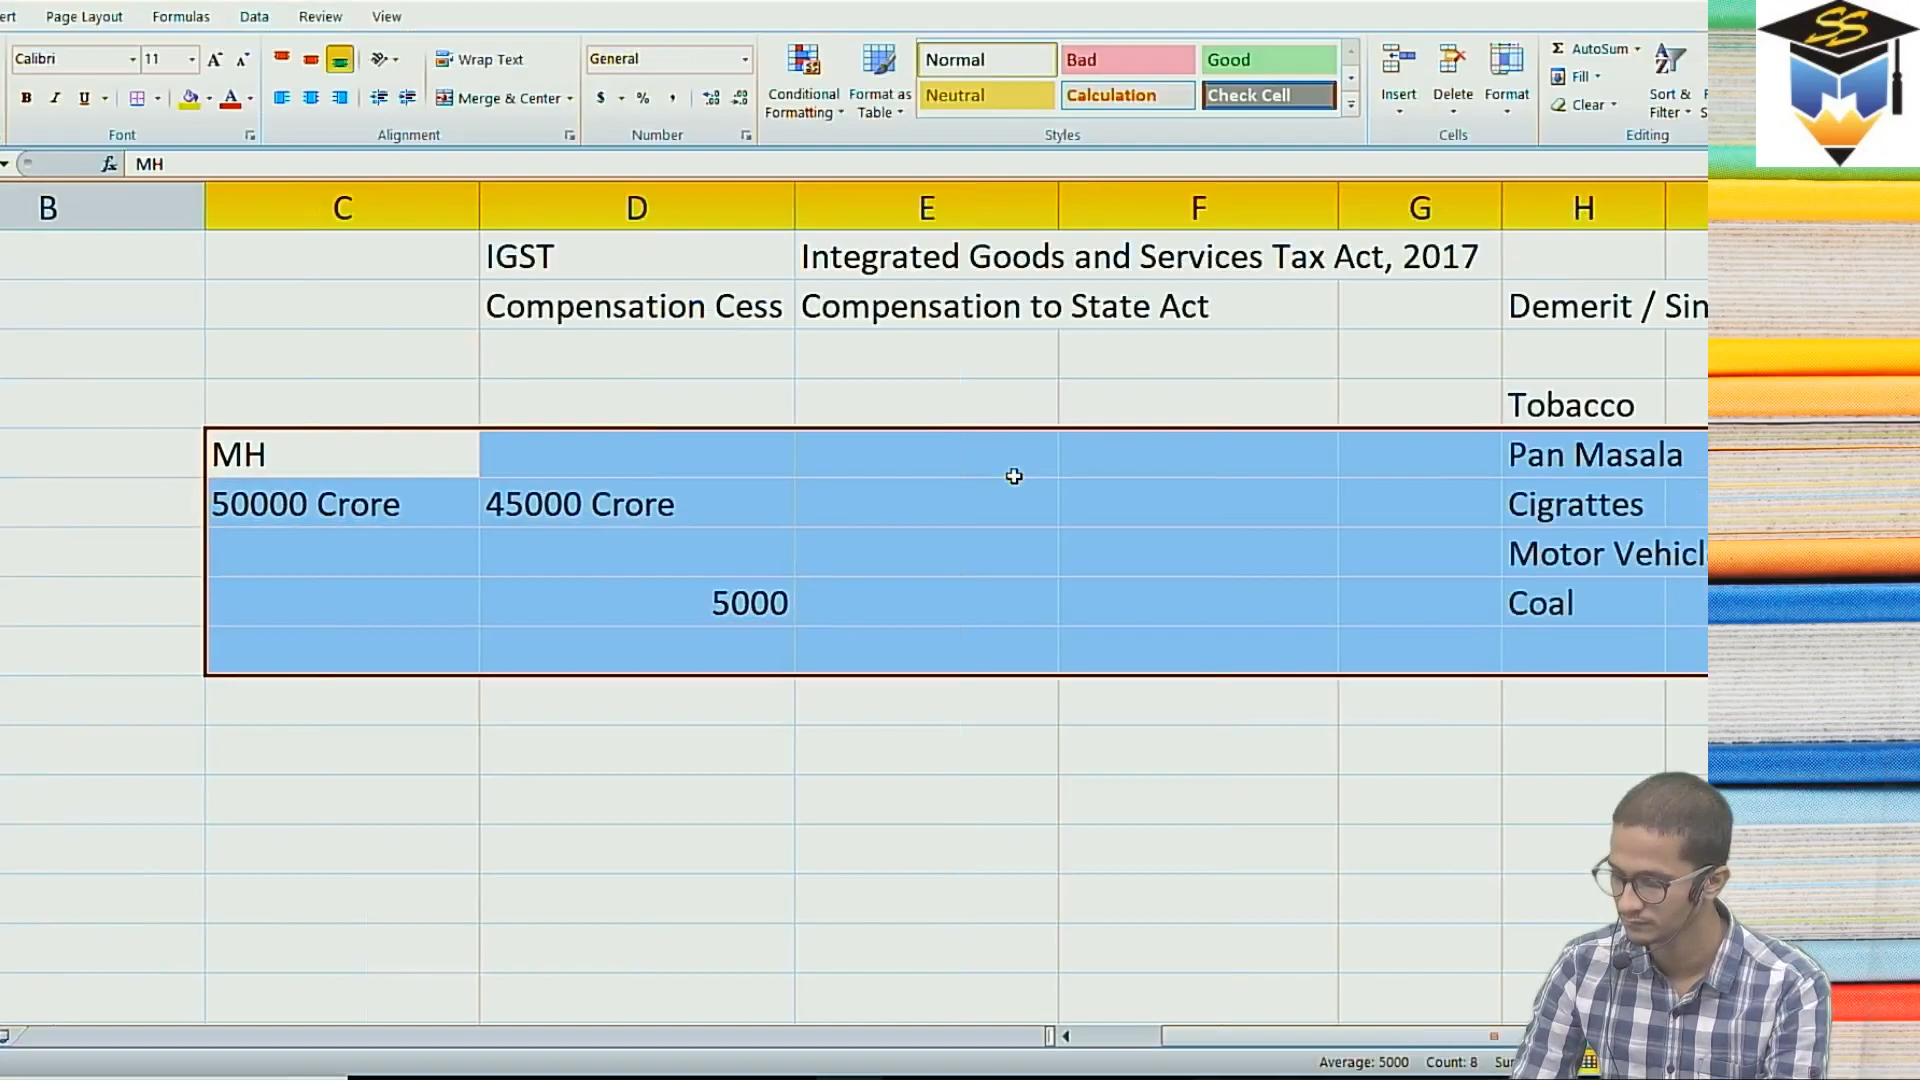 ert Page Layout Formulas Data Review View
Calibri 11 A A Wrap Text General Normal Bad Good Σ AutoSum
Fill
B I U A Merge & Center $ % , Conditional Formatting Format as Table Neutral Calculation Check Cell Insert Delete Format Clear Sort & Filter
Font Alignment Number Styles Cells Editing
fx MH
B C D E F G H
IGST Integrated Goods and Services Tax Act, 2017
Compensation Cess Compensation to State Act Demerit / Sin
Tobacco
MH Pan Masala
50000 Crore 45000 Crore Cigrattes
Motor Vehicl
5000 Coal
Average: 5000 Count: 8 Su
SS